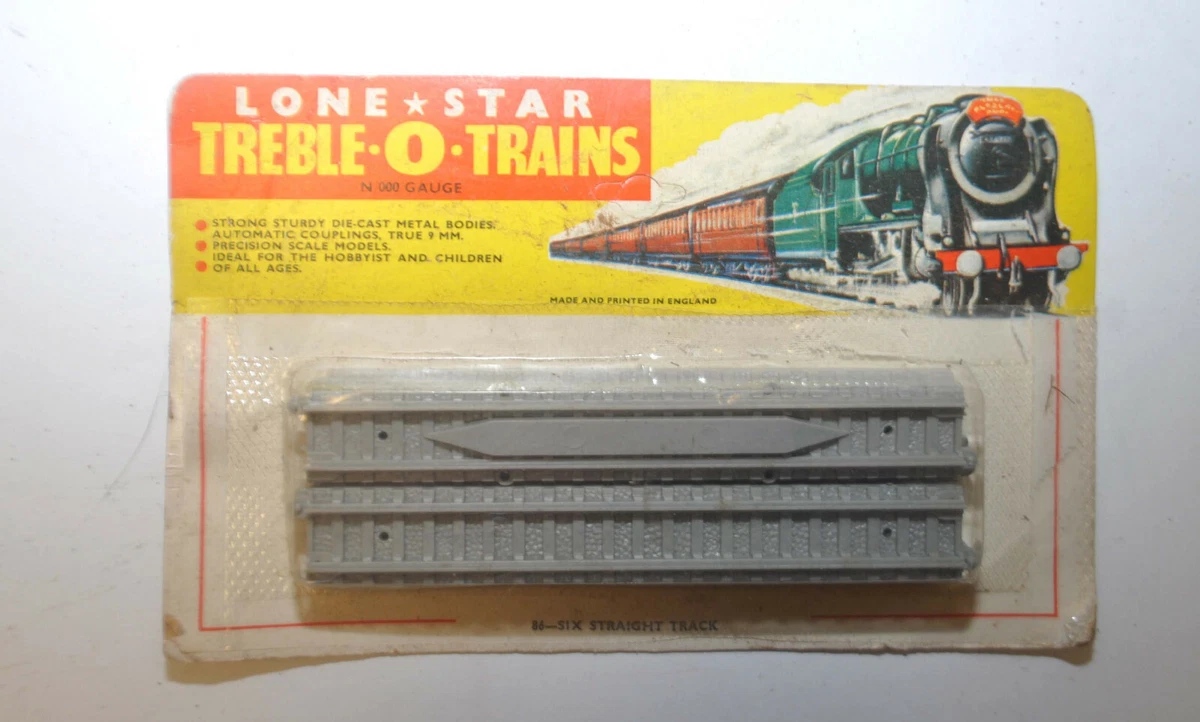 LONE ★ STAR
TREBLE·O·TRAINS
N 000 GAUGE
● STRONG STURDY DIE-CAST METAL BODIES.
AUTOMATIC COUPLINGS, TRUE 9 MM.
● PRECISION SCALE MODELS.
IDEAL FOR THE HOBBYIST AND CHILDREN
● OF ALL AGES.
MADE AND PRINTED IN ENGLAND
86—SIX STRAIGHT TRACK